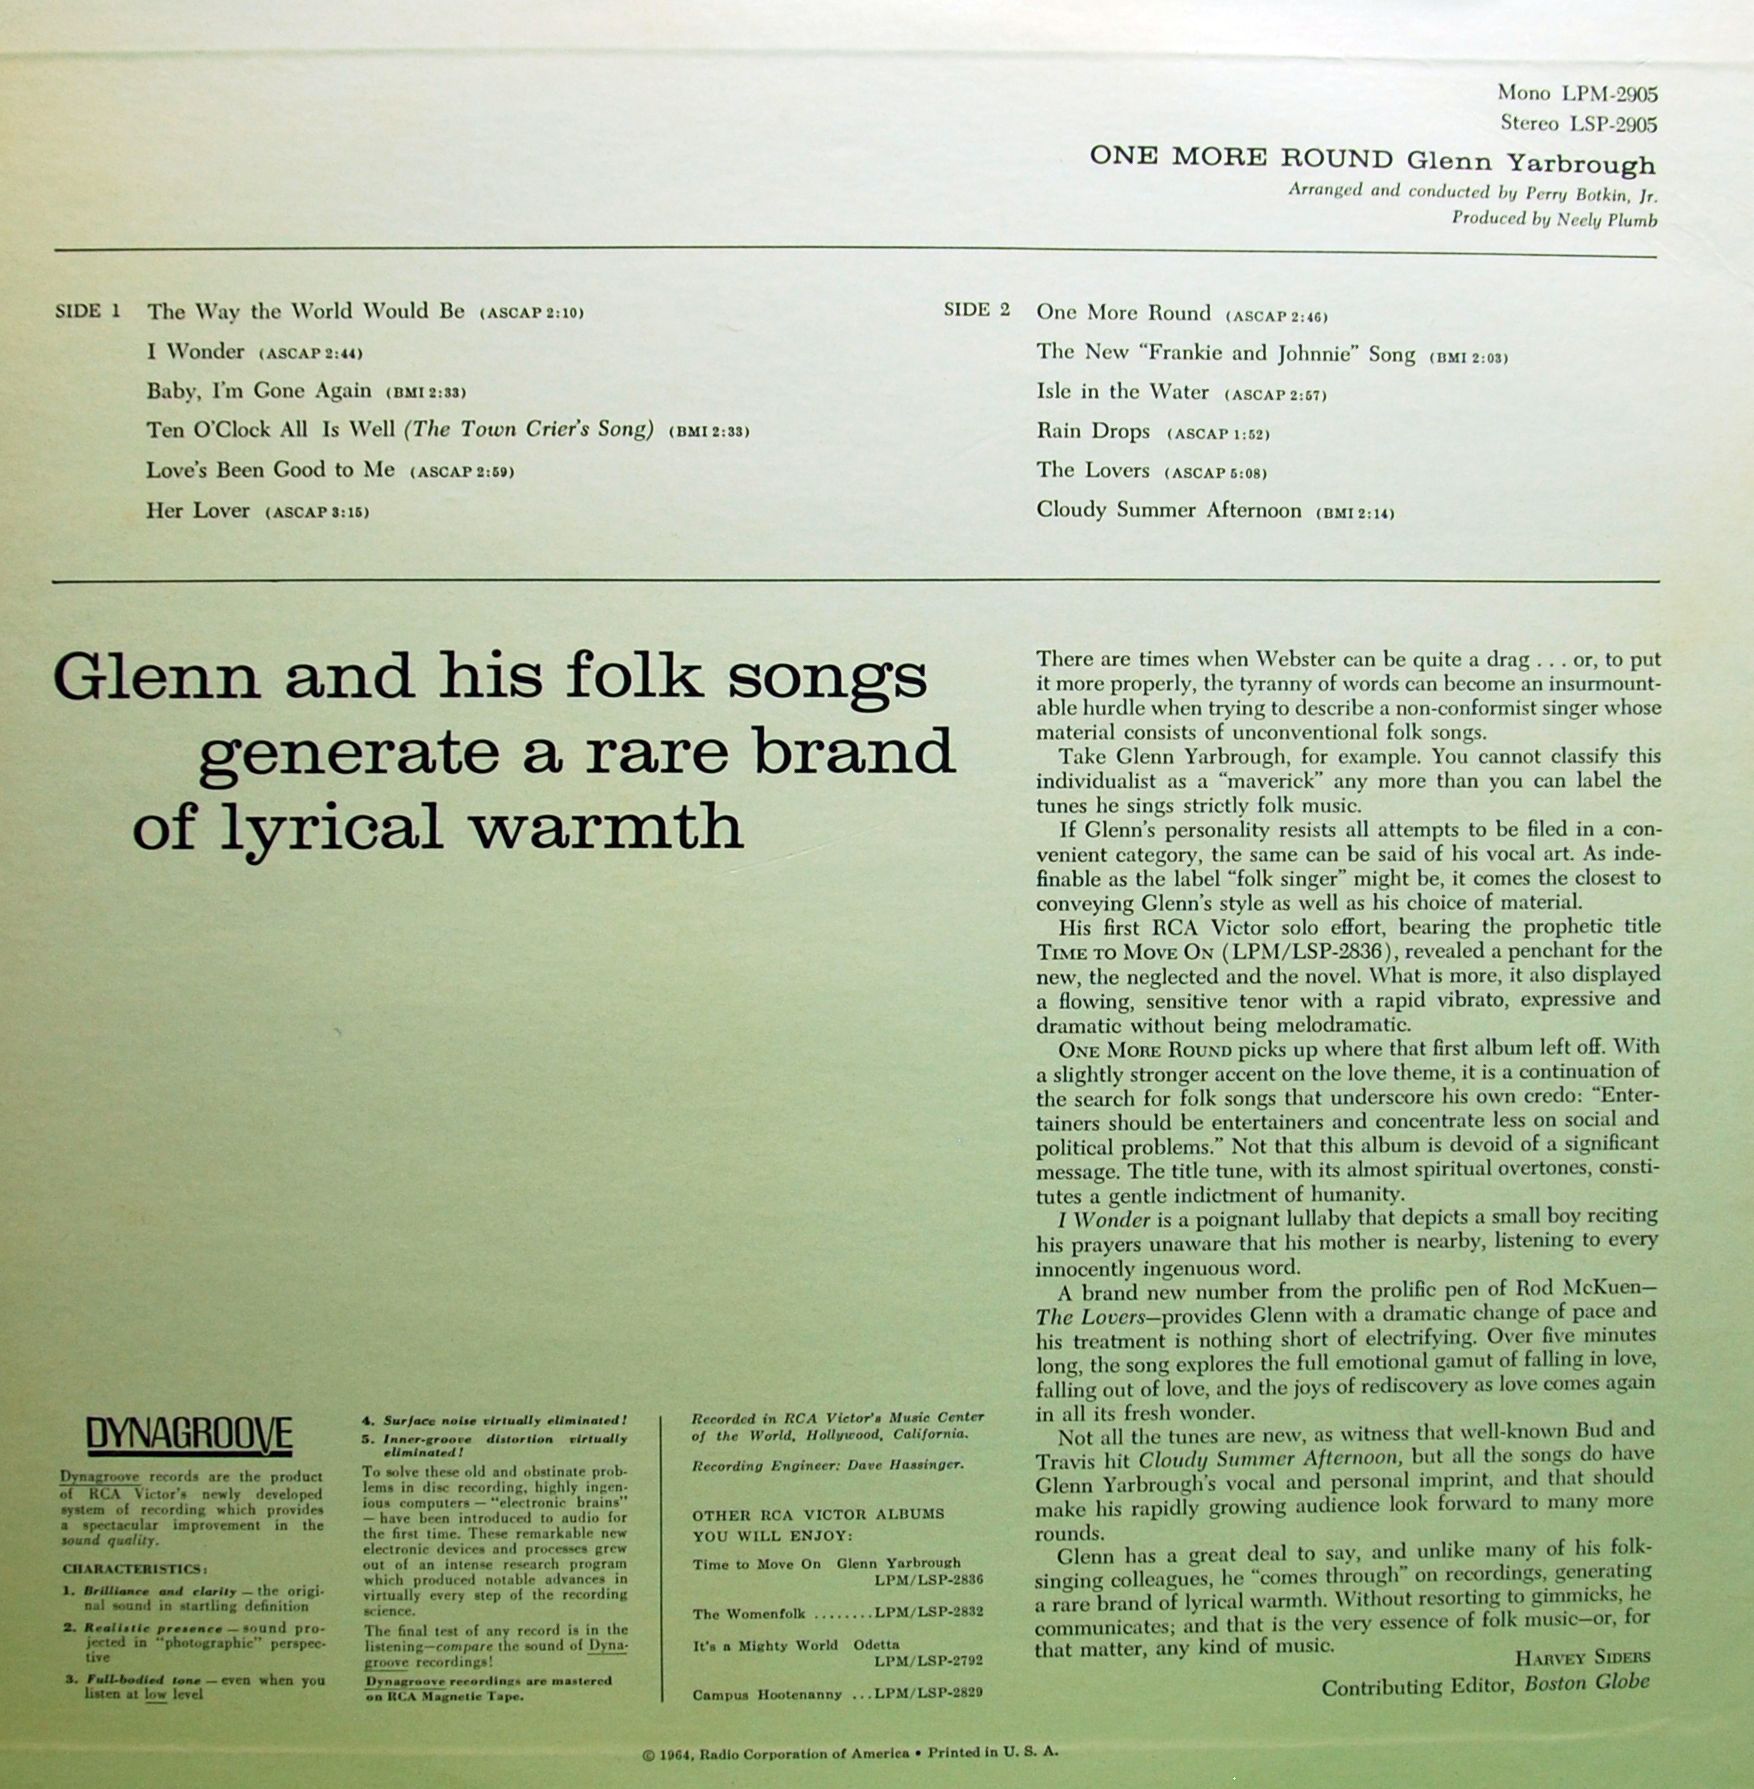 Mono LPM-2905
Stereo LSP-2905
ONE MORE ROUND Glenn Yarbrough
Arranged and conducted by Perry Botkin, Jr.
Produced by Neely Plumb
SIDE 1 The Way the World Would Be (ASCAP 2:10)
I Wonder (ASCAP 2:44)
Baby, I'm Gone Again (BMI 2:33)
Ten O'Clock All Is Well (The Town Crier's Song) (BMI 2:33)
Love's Been Good to Me (ASCAP 2:59)
Her Lover (ASCAP 3:15)
SIDE 2 One More Round (ASCAP 2:46)
The New “Frankie and Johnnie” Song (BMI 2:03)
Isle in the Water (ASCAP 2:57)
Rain Drops (ASCAP 1:52)
The Lovers (ASCAP 5:08)
Cloudy Summer Afternoon (BMI 2:14)
Glenn and his folk songs
generate a rare brand
of lyrical warmth
There are times when Webster can be quite a drag . . . or, to put
it more properly, the tyranny of words can become an insurmount-
able hurdle when trying to describe a non-conformist singer whose
material consists of unconventional folk songs.
Take Glenn Yarbrough, for example. You cannot classify this
individualist as a “maverick” any more than you can label the
tunes he sings strictly folk music.
If Glenn's personality resists all attempts to be filed in a con-
venient category, the same can be said of his vocal art. As inde-
finable as the label “folk singer” might be, it comes the closest to
conveying Glenn's style as well as his choice of material.
His first RCA Victor solo effort, bearing the prophetic title
TIME TO MOVE ON (LPM/LSP-2836), revealed a penchant for the
new, the neglected and the novel. What is more, it also displayed
a flowing, sensitive tenor with a rapid vibrato, expressive and
dramatic without being melodramatic.
ONE MORE ROUND picks up where that first album left off. With
a slightly stronger accent on the love theme, it is a continuation of
the search for folk songs that underscore his own credo: “Enter-
tainers should be entertainers and concentrate less on social and
political problems.” Not that this album is devoid of a significant
message. The title tune, with its almost spiritual overtones, consti-
tutes a gentle indictment of humanity.
I Wonder is a poignant lullaby that depicts a small boy reciting
his prayers unaware that his mother is nearby, listening to every
innocently ingenuous word.
A brand new number from the prolific pen of Rod McKuen—
The Lovers—provides Glenn with a dramatic change of pace and
his treatment is nothing short of electrifying. Over five minutes
long, the song explores the full emotional gamut of falling in love,
falling out of love, and the joys of rediscovery as love comes again
in all its fresh wonder.
Not all the tunes are new, as witness that well-known Bud and
Travis hit Cloudy Summer Afternoon, but all the songs do have
Glenn Yarbrough's vocal and personal imprint, and that should
make his rapidly growing audience look forward to many more
rounds.
Glenn has a great deal to say, and unlike many of his folk-
singing colleagues, he “comes through” on recordings, generating
a rare brand of lyrical warmth. Without resorting to gimmicks, he
communicates; and that is the very essence of folk music—or, for
that matter, any kind of music.
HARVEY SIDERS
Contributing Editor, Boston Globe
DYNAGROOVE
Dynagroove records are the product
of RCA Victor's newly developed
system of recording which provides
a spectacular improvement in the
sound quality.
CHARACTERISTICS:
1. Brilliance and clarity — the origi-
nal sound in startling definition
2. Realistic presence — sound pro-
jected in “photographic” perspec-
tive
3. Full-bodied tone — even when you
listen at low level
4. Surface noise virtually eliminated!
5. Inner-groove distortion virtually
eliminated!
To solve these old and obstinate prob-
lems in disc recording, highly ingen-
ious computers — “electronic brains”
— have been introduced to audio for
the first time. These remarkable new
electronic devices and processes grew
out of an intense research program
which produced notable advances in
virtually every step of the recording
science.
The final test of any record is in the
listening—compare the sound of Dyna-
groove recordings!
Dynagroove recordings are mastered
on RCA Magnetic Tape.
Recorded in RCA Victor's Music Center
of the World, Hollywood, California.
Recording Engineer: Dave Hassinger.
OTHER RCA VICTOR ALBUMS
YOU WILL ENJOY:
Time to Move On Glenn Yarbrough
LPM/LSP-2836
The Womenfolk ........LPM/LSP-2832
It's a Mighty World Odetta
LPM/LSP-2792
Campus Hootenanny ...LPM/LSP-2829
© 1964, Radio Corporation of America • Printed in U. S. A.